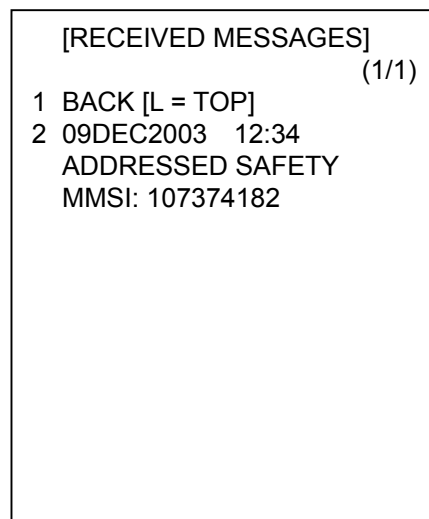 [RECEIVED MESSAGES]
(1/1)
1 BACK [L = TOP]
2 09DEC2003 12:34
ADDRESSED SAFETY
MMSI: 107374182